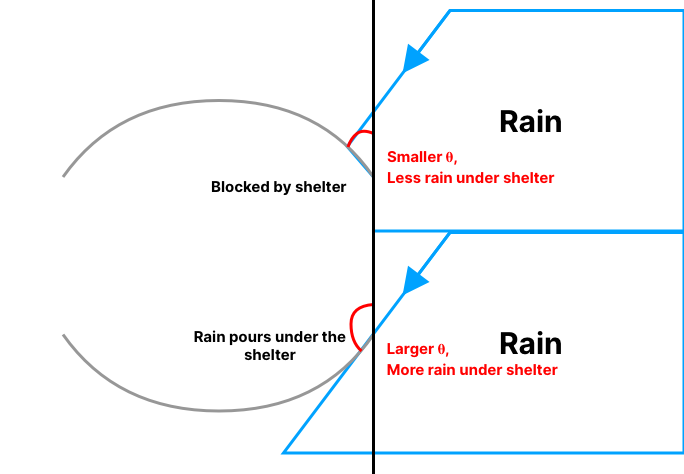 Rain
Smaller θ,
Less rain under shelter
Blocked by shelter
Rain pours under the
shelter
Rain
Larger θ,
More rain under shelter